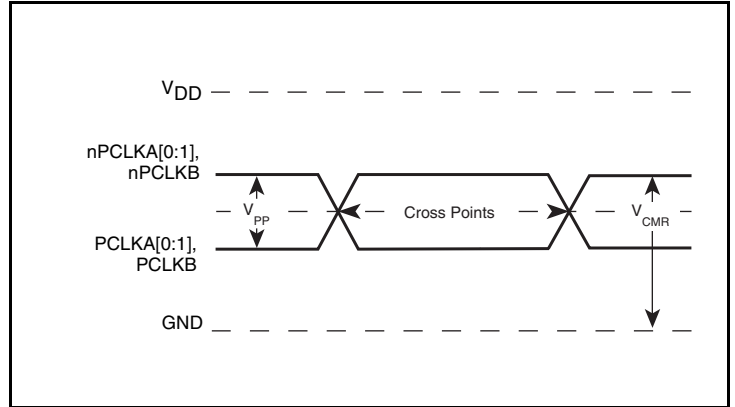 VDD
nPCLKA[0:1],
nPCLKB
VPP
Cross Points
VCMR
PCLKA[0:1],
PCLKB
GND